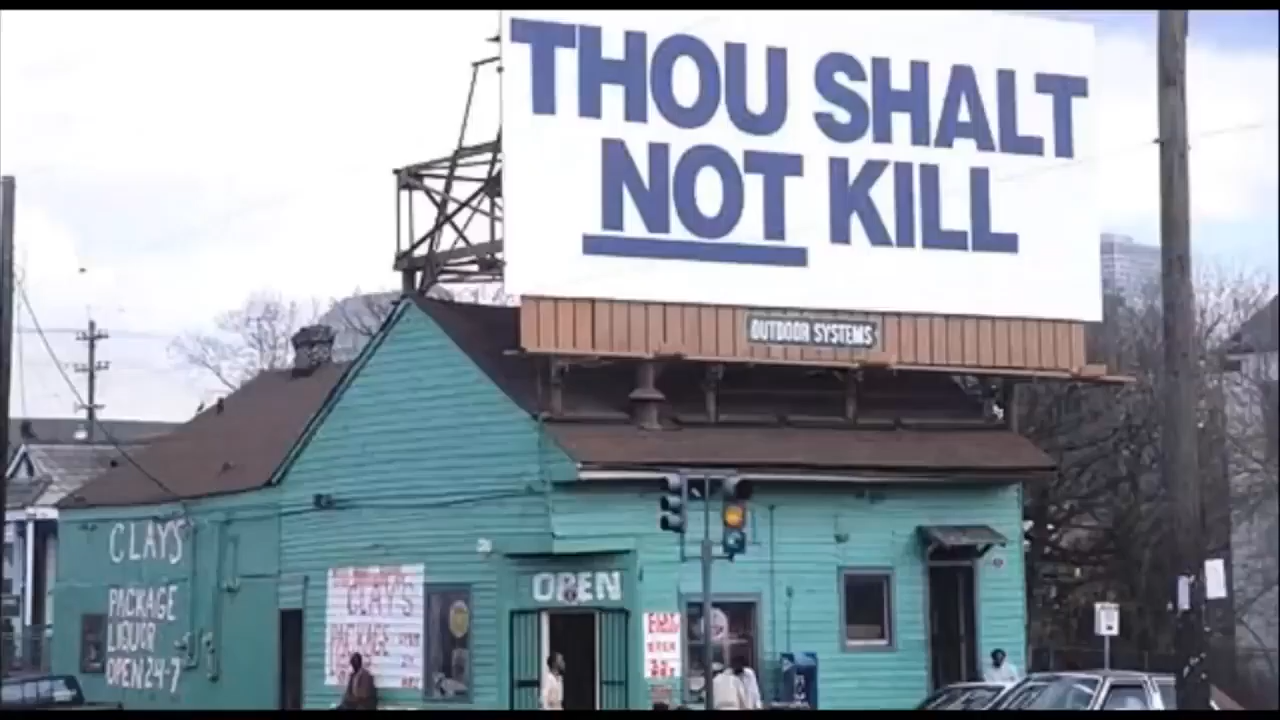 THOU SHALT
NOT KILL
OUTDOOR SYSTEMS
CLAY'S
PACKAGE
LIQUOR
OPEN 24-7
CLAY'S
PACKAGE
OPEN